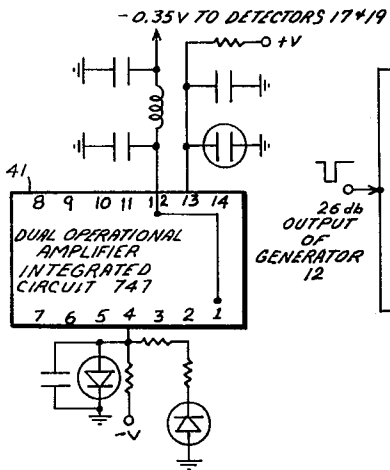 -0.35V TO DETECTORS 17&19
+V
41
8 9 10 11 12 13 14
DUAL OPERATIONAL
AMPLIFIER
INTEGRATED
CIRCUIT 747
7 6 5 4 3 2 1
-V
26 db
OUTPUT
OF
GENERATOR
12